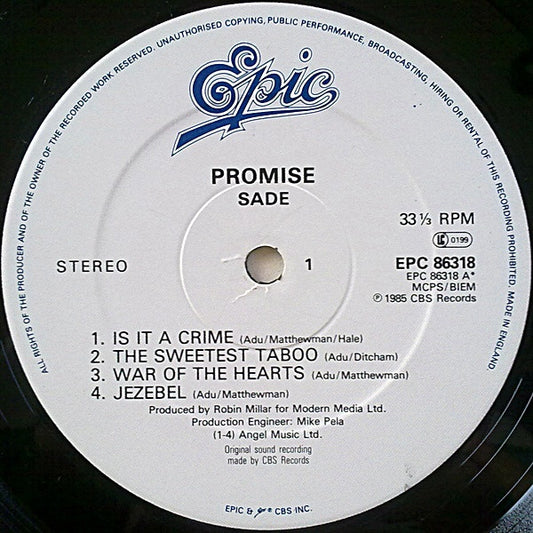 ALL RIGHTS OF THE PRODUCER AND OF THE OWNER OF THE RECORDED WORK RESERVED. UNAUTHORISED COPYING, PUBLIC PERFORMANCE, BROADCASTING, HIRING OR RENTAL OF THIS RECORDING PROHIBITED. MADE IN ENGLAND.
Epic
PROMISE
SADE
33 ⅓ RPM
LC 0199
STEREO
1
EPC 86318
EPC 86318 A*
MCPS/BIEM
℗ 1985 CBS Records
1. IS IT A CRIME (Adu/Matthewman/Hale)
2. THE SWEETEST TABOO (Adu/Ditcham)
3. WAR OF THE HEARTS (Adu/Matthewman)
4. JEZEBEL (Adu/Matthewman)
Produced by Robin Millar for Modern Media Ltd.
Production Engineer: Mike Pela
(1-4) Angel Music Ltd.
Original sound recording
made by CBS Records
EPIC & Epic ® CBS INC.